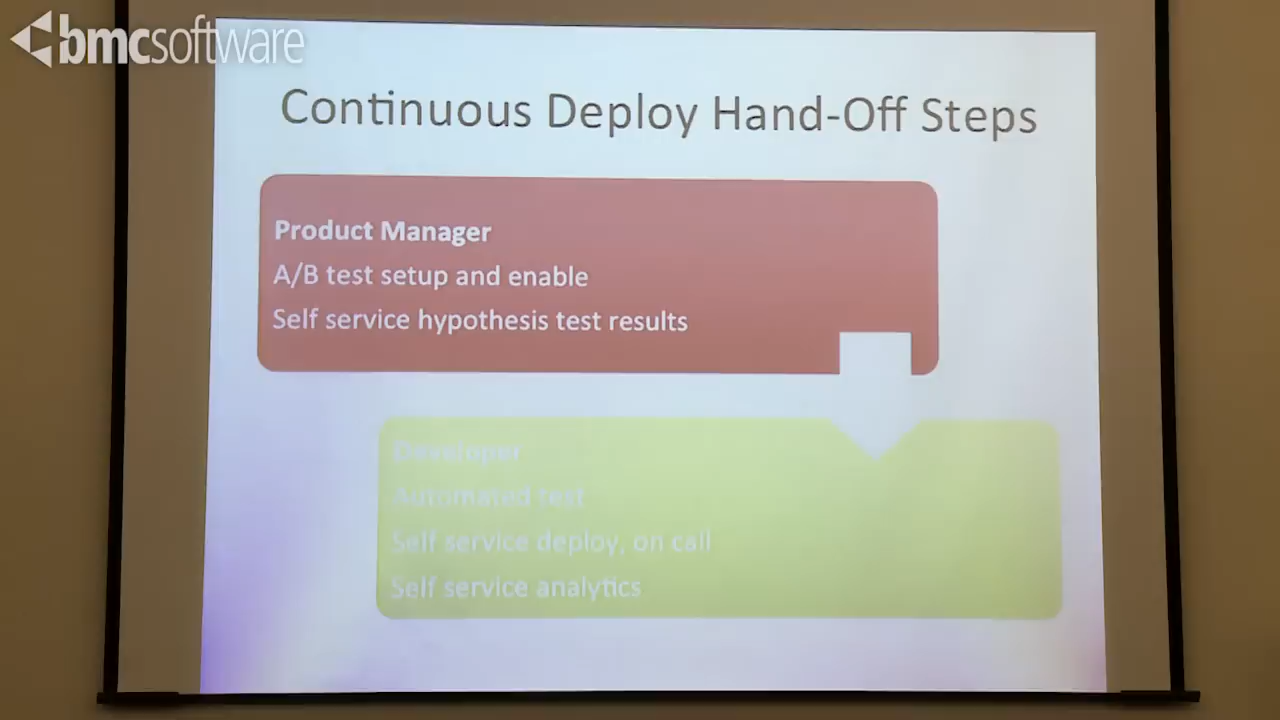 bmcsoftware
Continuous Deploy Hand-Off Steps
Product Manager
A/B test setup and enable
Self service hypothesis test results
Developer
Automated test
Self service deploy, on call
Self service analytics